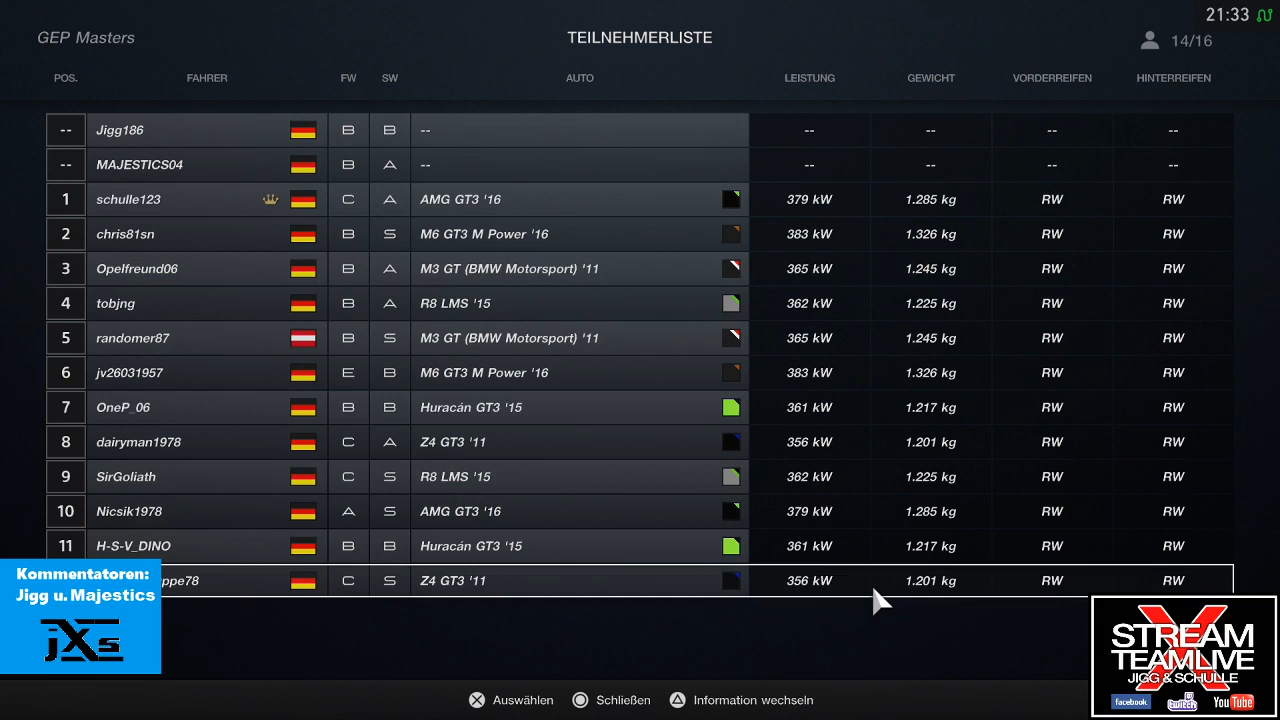 21:33
GEP Masters
TEILNEHMERLISTE
14/16
POS. FAHRER FW SW AUTO LEISTUNG GEWICHT VORDERREIFEN HINTERREIFEN
-- Jigg186 B B -- -- -- -- --
-- MAJESTICS04 B A -- -- -- -- --
1 schulle123 C A AMG GT3 '16 379 kW 1.285 kg RW RW
2 chris81sn B S M6 GT3 M Power '16 383 kW 1.326 kg RW RW
3 Opelfreund06 B A M3 GT (BMW Motorsport) '11 365 kW 1.245 kg RW RW
4 tobjng B A R8 LMS '15 362 kW 1.225 kg RW RW
5 randomer87 B S M3 GT (BMW Motorsport) '11 365 kW 1.245 kg RW RW
6 jv26031957 E B M6 GT3 M Power '16 383 kW 1.326 kg RW RW
7 OneP_06 B B Huracán GT3 '15 361 kW 1.217 kg RW RW
8 dairyman1978 C A Z4 GT3 '11 356 kW 1.201 kg RW RW
9 SirGoliath C S R8 LMS '15 362 kW 1.225 kg RW RW
10 Nicsik1978 A S AMG GT3 '16 379 kW 1.285 kg RW RW
11 H-S-V_DINO B B Huracán GT3 '15 361 kW 1.217 kg RW RW
C S Z4 GT3 '11 356 kW 1.201 kg RW RW
Kommentatoren:
Jigg u. Majestics
jXs
STREAM
TEAMLIVE
JIGG & SCHULLE
facebook twitch YouTube
Auswählen Schließen Information wechseln